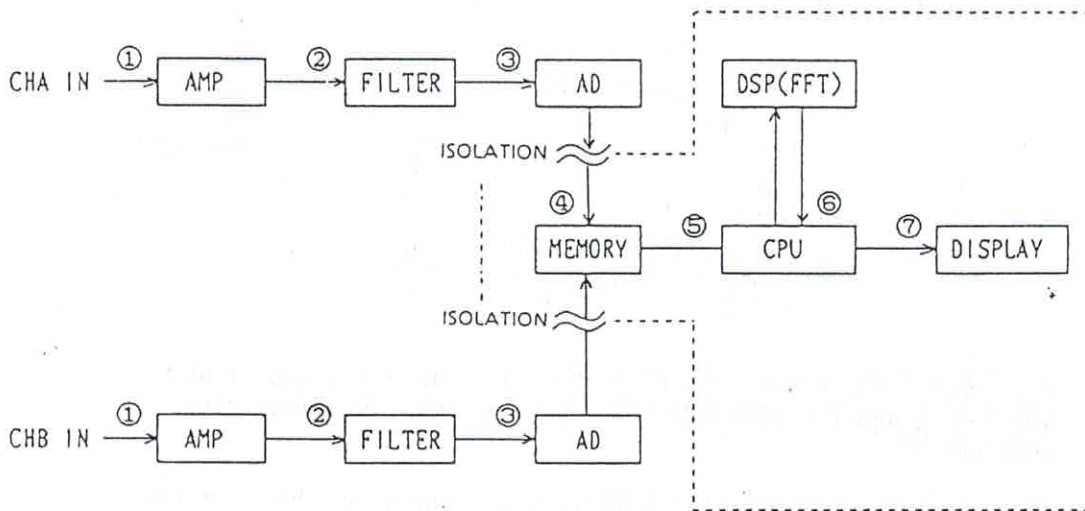 ① ② ③
CHA IN AMP FILTER AD DSP(FFT)
ISOLATION
④ ⑤ ⑥ ⑦
MEMORY CPU DISPLAY
ISOLATION
① ② ③
CHB IN AMP FILTER AD